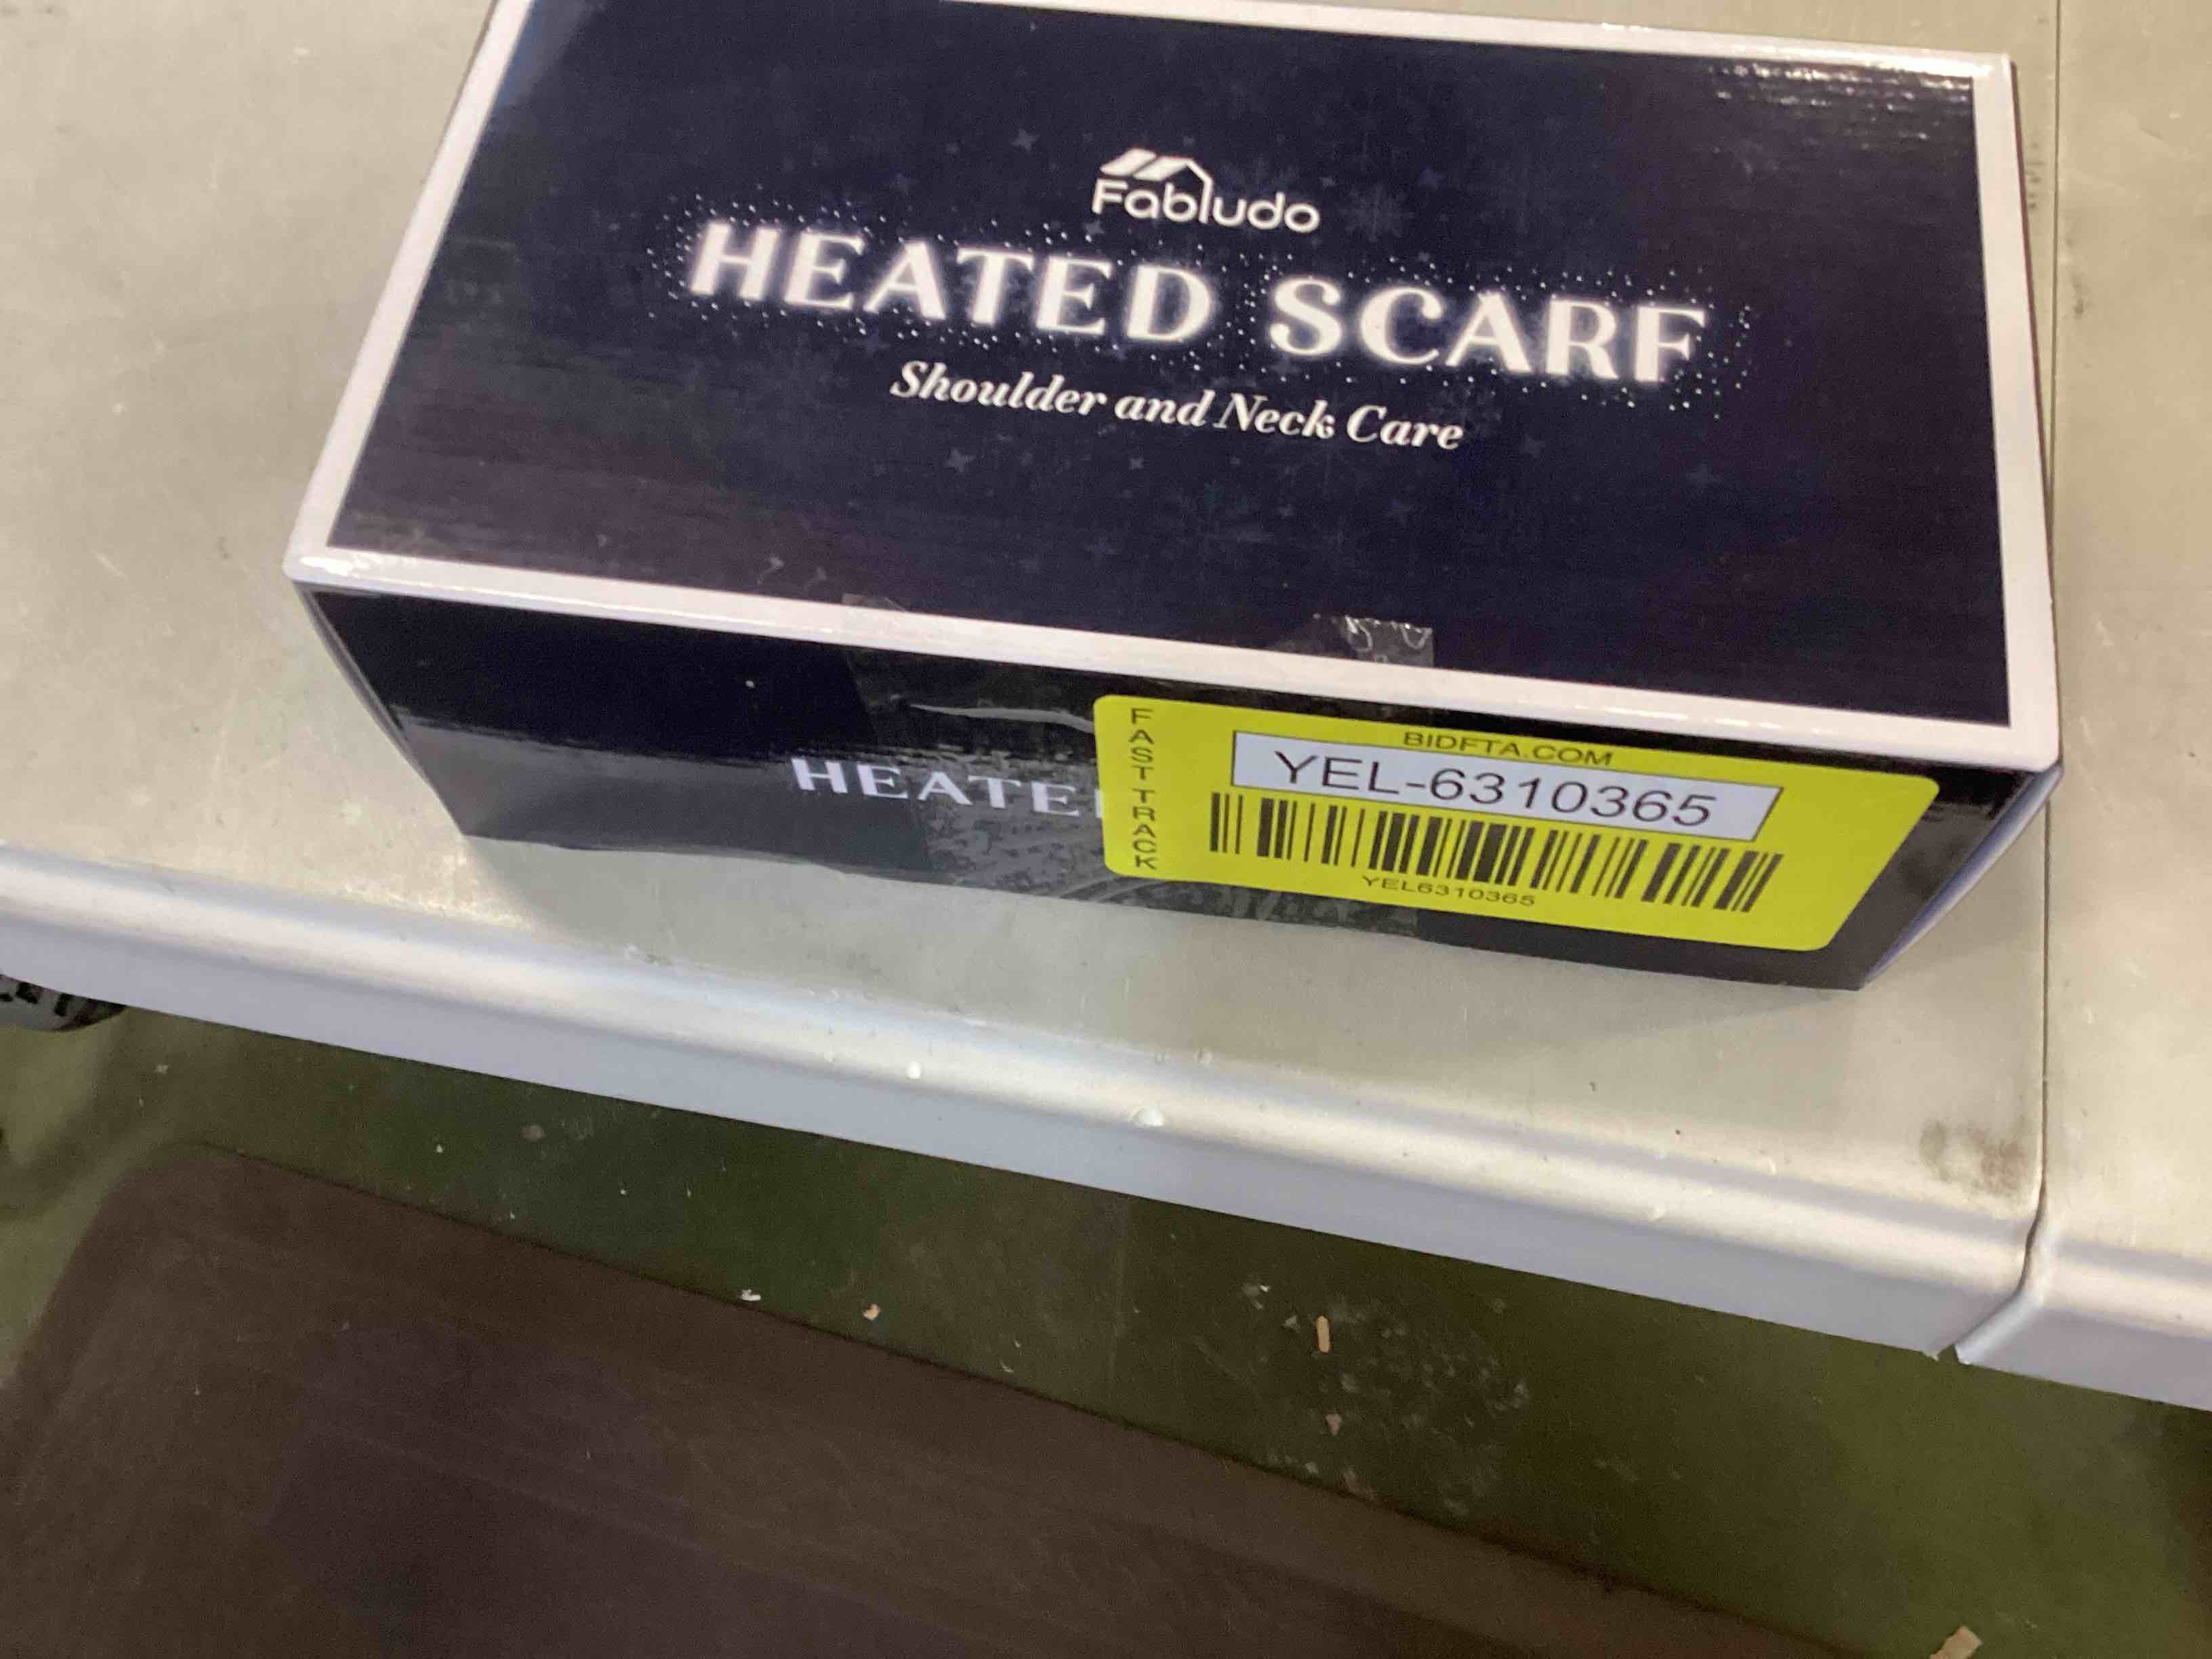 Fabludo
HEATED SCARF
Shoulder and Neck Care
HEATE
FAST TRACK
BIDFTA.COM
YEL-6310365
YEL6310365